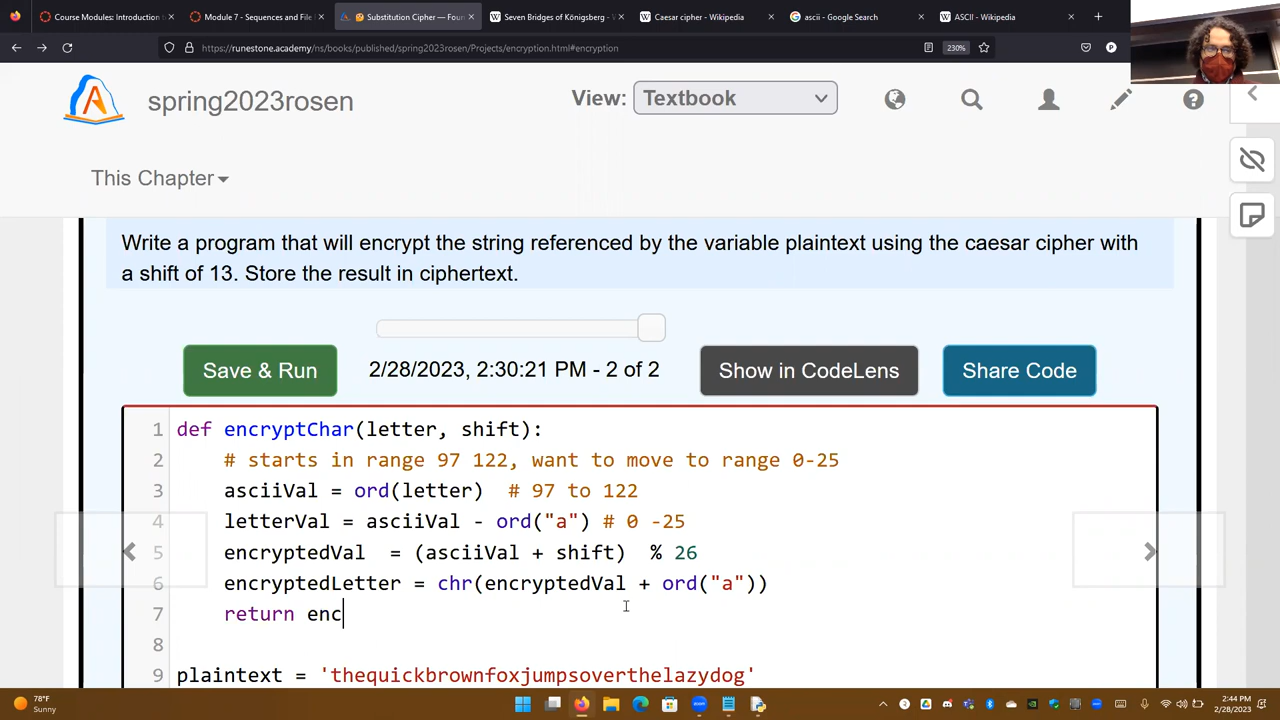 Course Modules: Introduction b
Module 7 - Sequences and File
Substitution Cipher — Foun
Seven Bridges of Königsberg - W
Caesar cipher - Wikipedia
ascii - Google Search
ASCII - Wikipedia
https://runestone.academy/ns/books/published/spring2023rosen/Projects/encryption.html#encryption
230%
spring2023rosen
View: Textbook
This Chapter
Write a program that will encrypt the string referenced by the variable plaintext using the caesar cipher with
a shift of 13. Store the result in ciphertext.
Save & Run
2/28/2023, 2:30:21 PM - 2 of 2
Show in CodeLens
Share Code
1 def encryptChar(letter, shift):
2     # starts in range 97 122, want to move to range 0-25
3     asciiVal = ord(letter)  # 97 to 122
4     letterVal = asciiVal - ord("a") # 0 -25
5     encryptedVal  = (asciiVal + shift)  % 26
6     encryptedLetter = chr(encryptedVal + ord("a"))
7     return enc
8
9 plaintext = 'thequickbrownfoxjumpsoverthelazydog'
78°F
Sunny
2:44 PM
2/28/2023